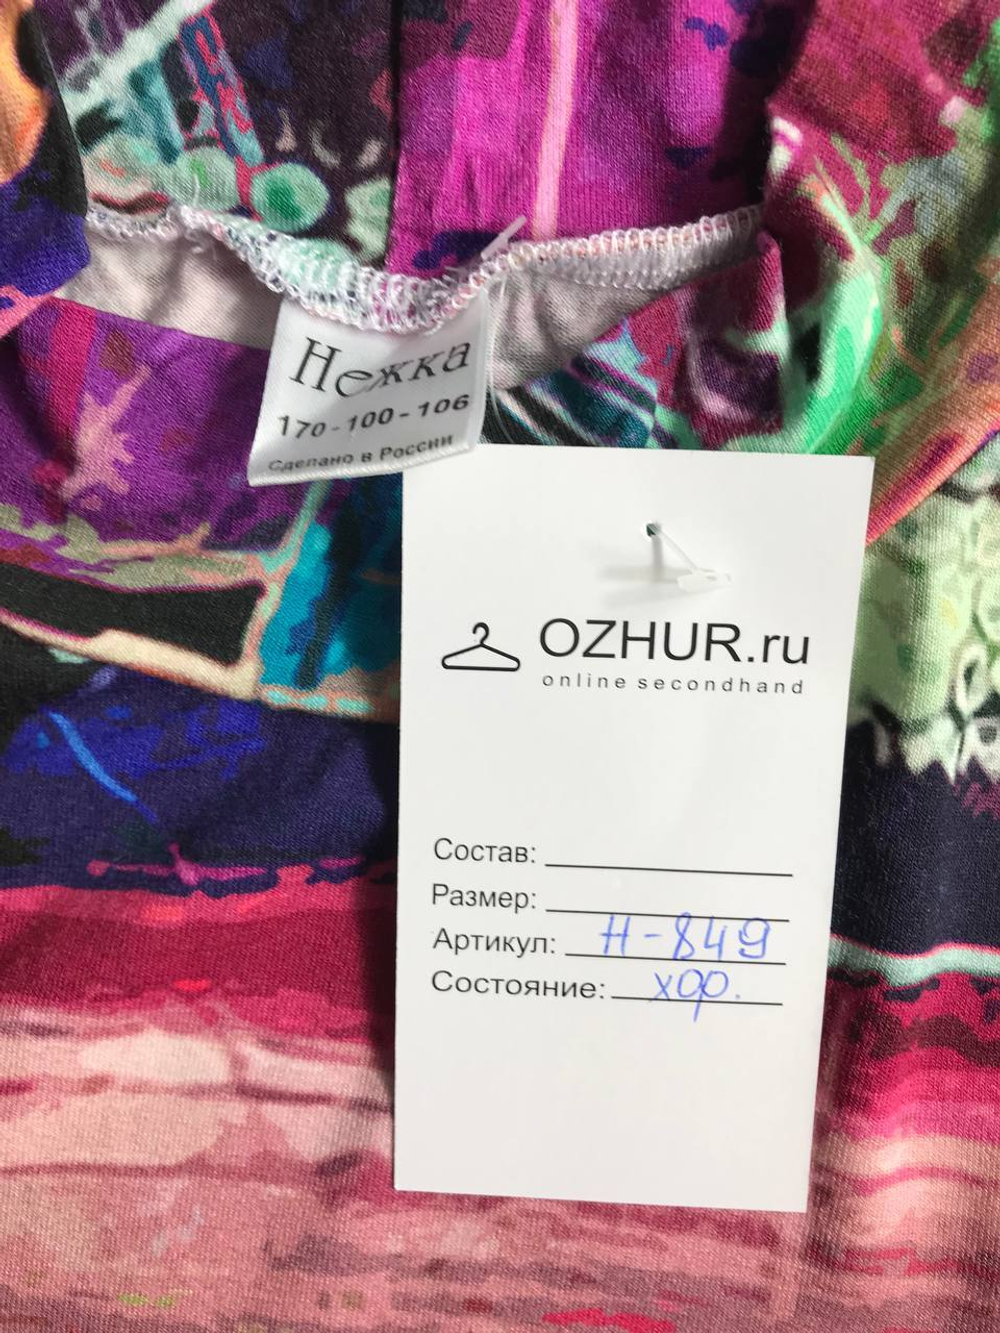 Нежка
170-100-106
Сделано в России
OZHUR.ru
online secondhand
Состав:
Размер:
Артикул: Н-849
Состояние: хор.